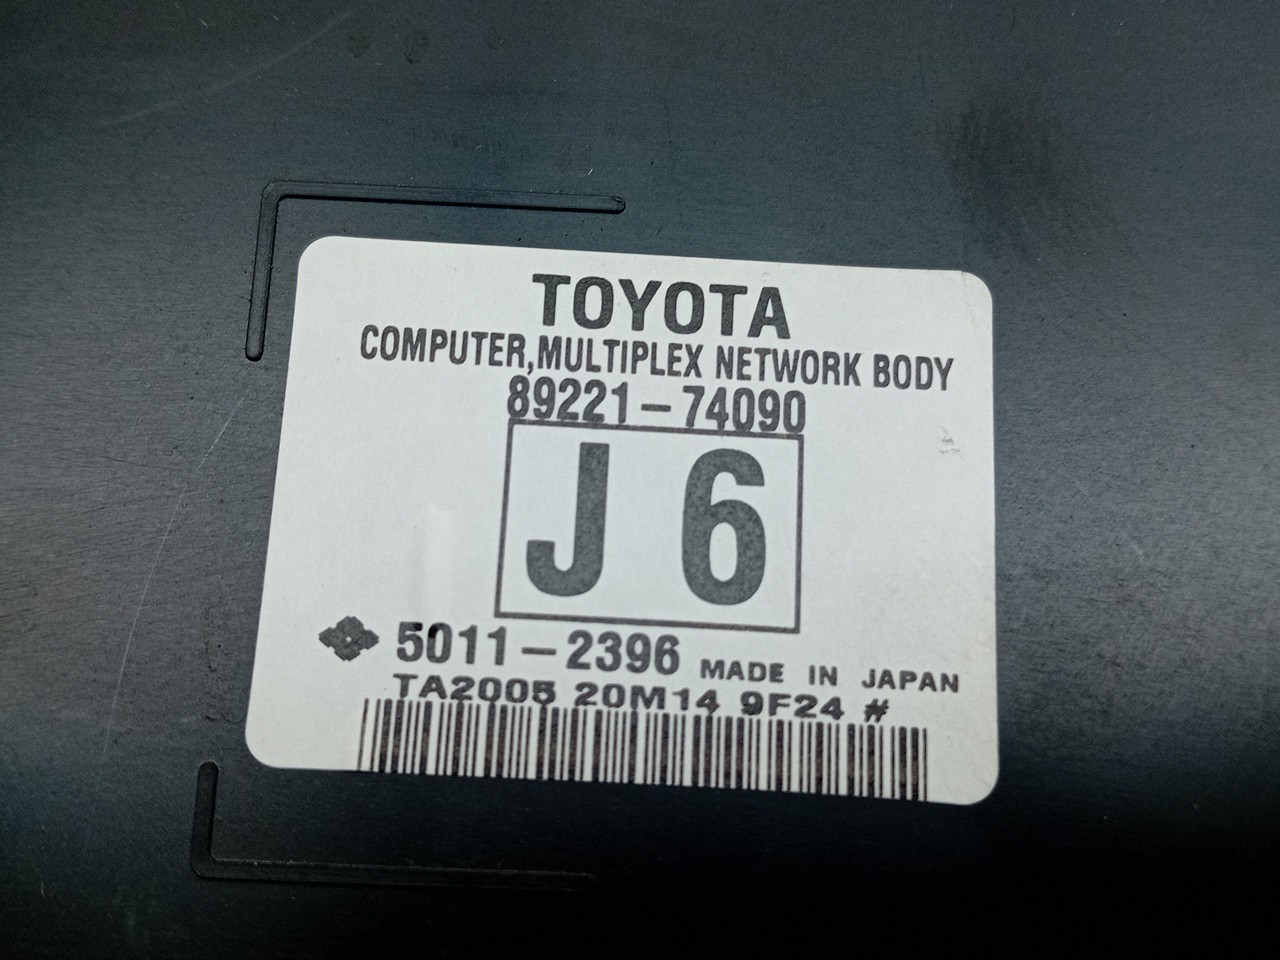 TOYOTA
COMPUTER,MULTIPLEX NETWORK BODY
89221-74090
J 6
5011-2396 MADE IN JAPAN
TA2005 20M14 9F24 #